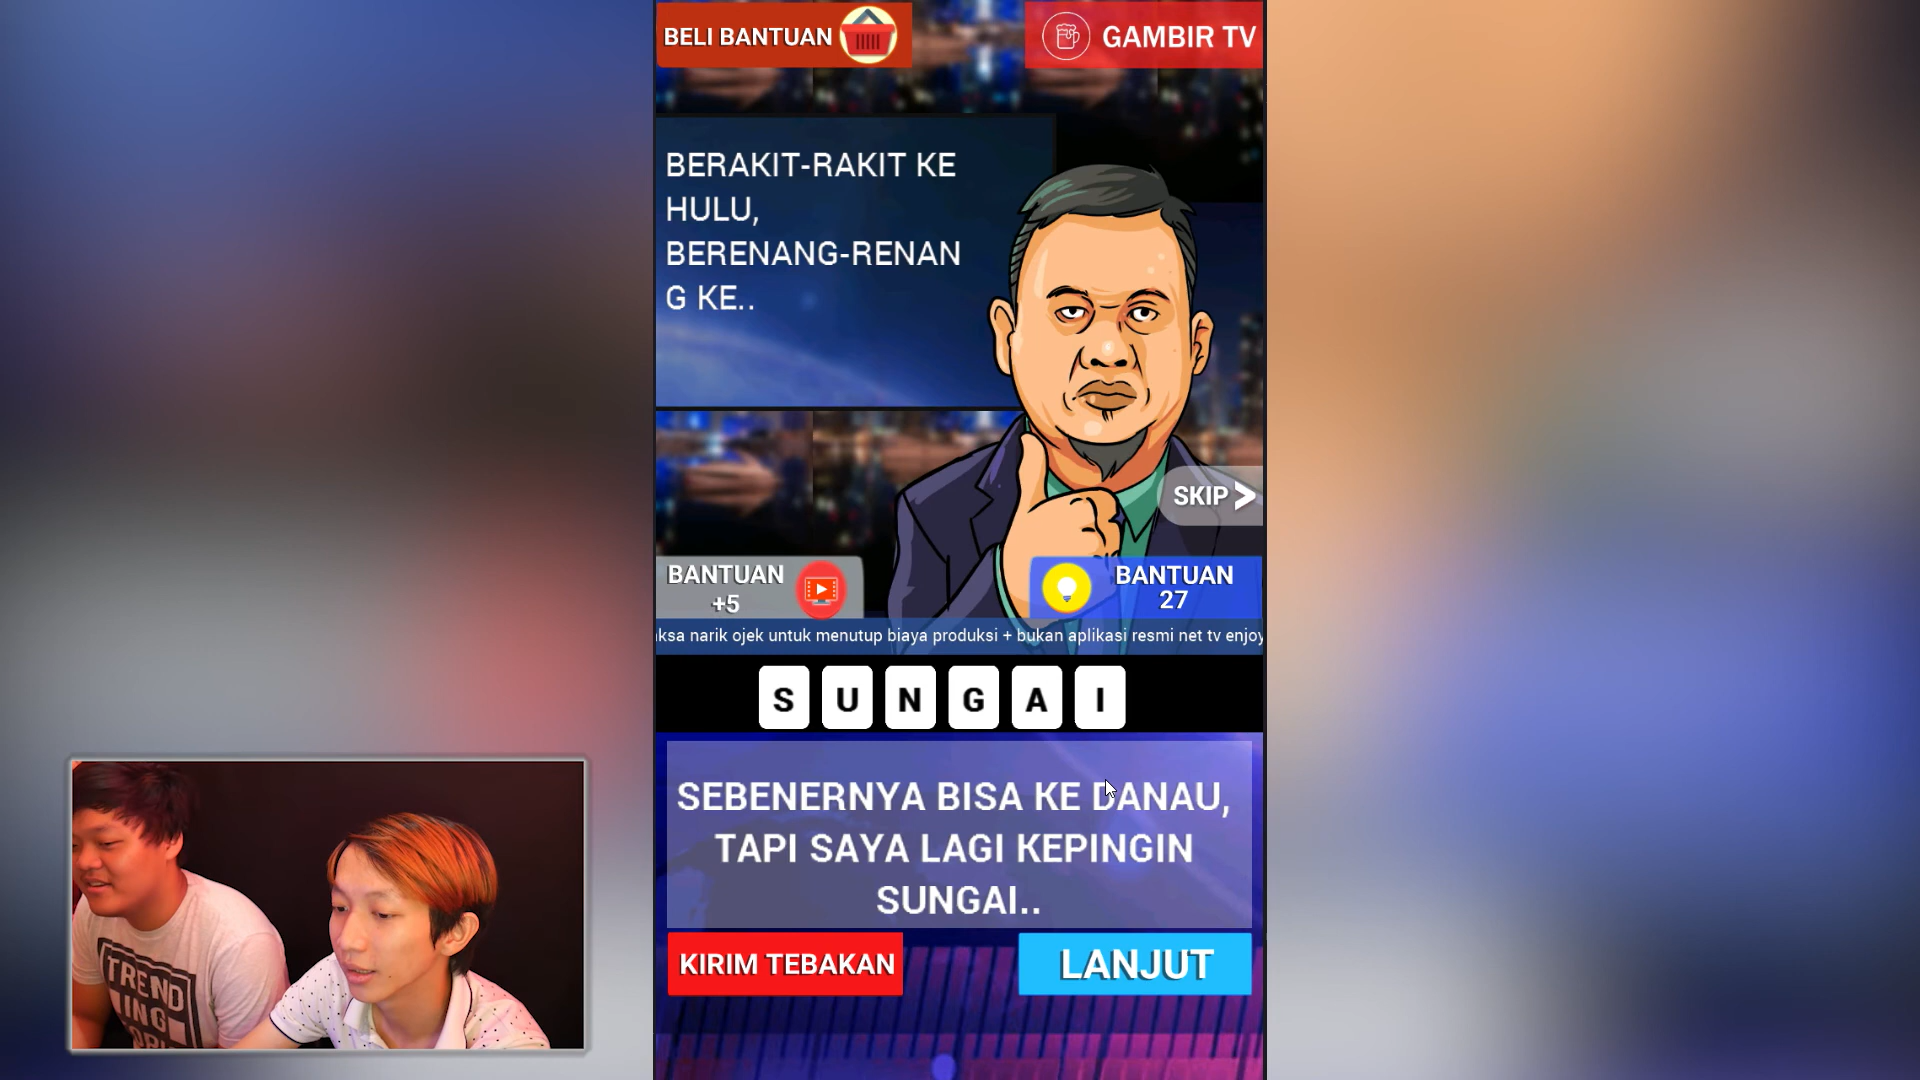 BELI BANTUAN
GAMBIR TV
BERAKIT-RAKIT KE
HULU,
BERENANG-RENAN
G KE..
SKIP
BANTUAN
+5
BANTUAN
27
narik ojek untuk menutup biaya produksi + bukan aplikasi resmi net tv enjoy
S U N G A I
SEBENERNYA BISA KE DANAU,
TAPI SAYA LAGI KEPINGIN
SUNGAI..
KIRIM TEBAKAN
LANJUT
TREND
ING